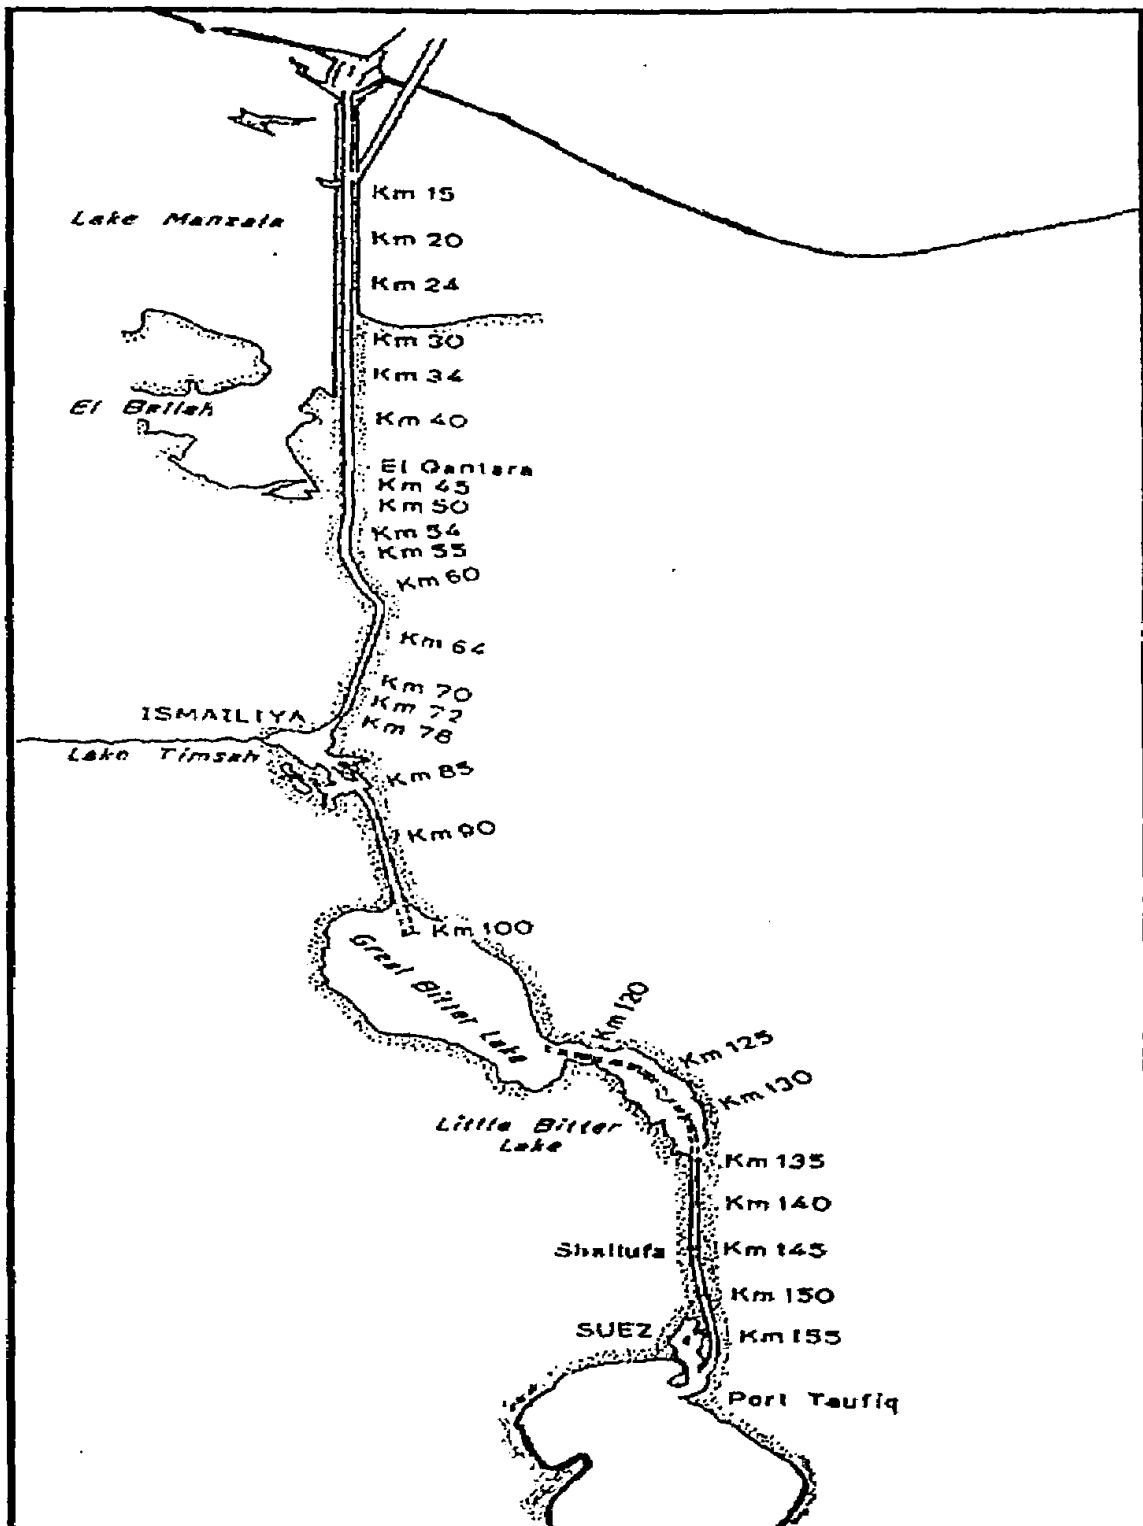 Km 15
Lake Manzala
Km 20
Km 24
Km 30
Km 34
El Ballah
Km 40
El Qantara
Km 45
Km 50
Km 54
Km 55
Km 60
Km 64
Km 70
Km 72
ISMAILIYA
Km 78
Lake Timsah
Km 85
Km 90
Km 100
Great Bitter Lake
Km 120
Km 125
Km 130
Little Bitter
Lake
Km 135
Km 140
Shallufa
Km 145
Km 150
SUEZ
Km 155
Port Taufiq